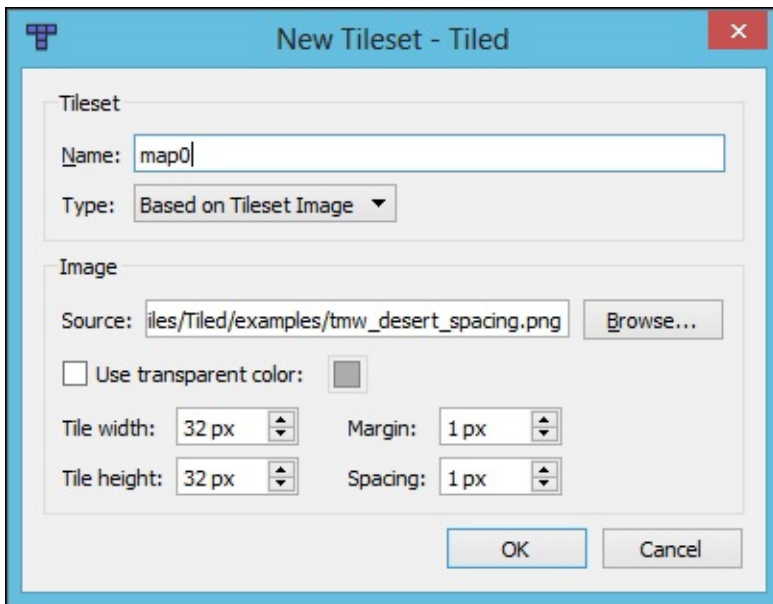 New Tileset - Tiled
Tileset
Name: map0
Type: Based on Tileset Image
Image
Source: iles/Tiled/examples/tmw_desert_spacing.png Browse...
Use transparent color:
Tile width: 32 px Margin: 1 px
Tile height: 32 px Spacing: 1 px
OK Cancel